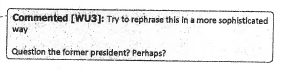 Commented [WU3]: Try to rephrase this in a more sophisticated
way
Question the former president? Perhaps?